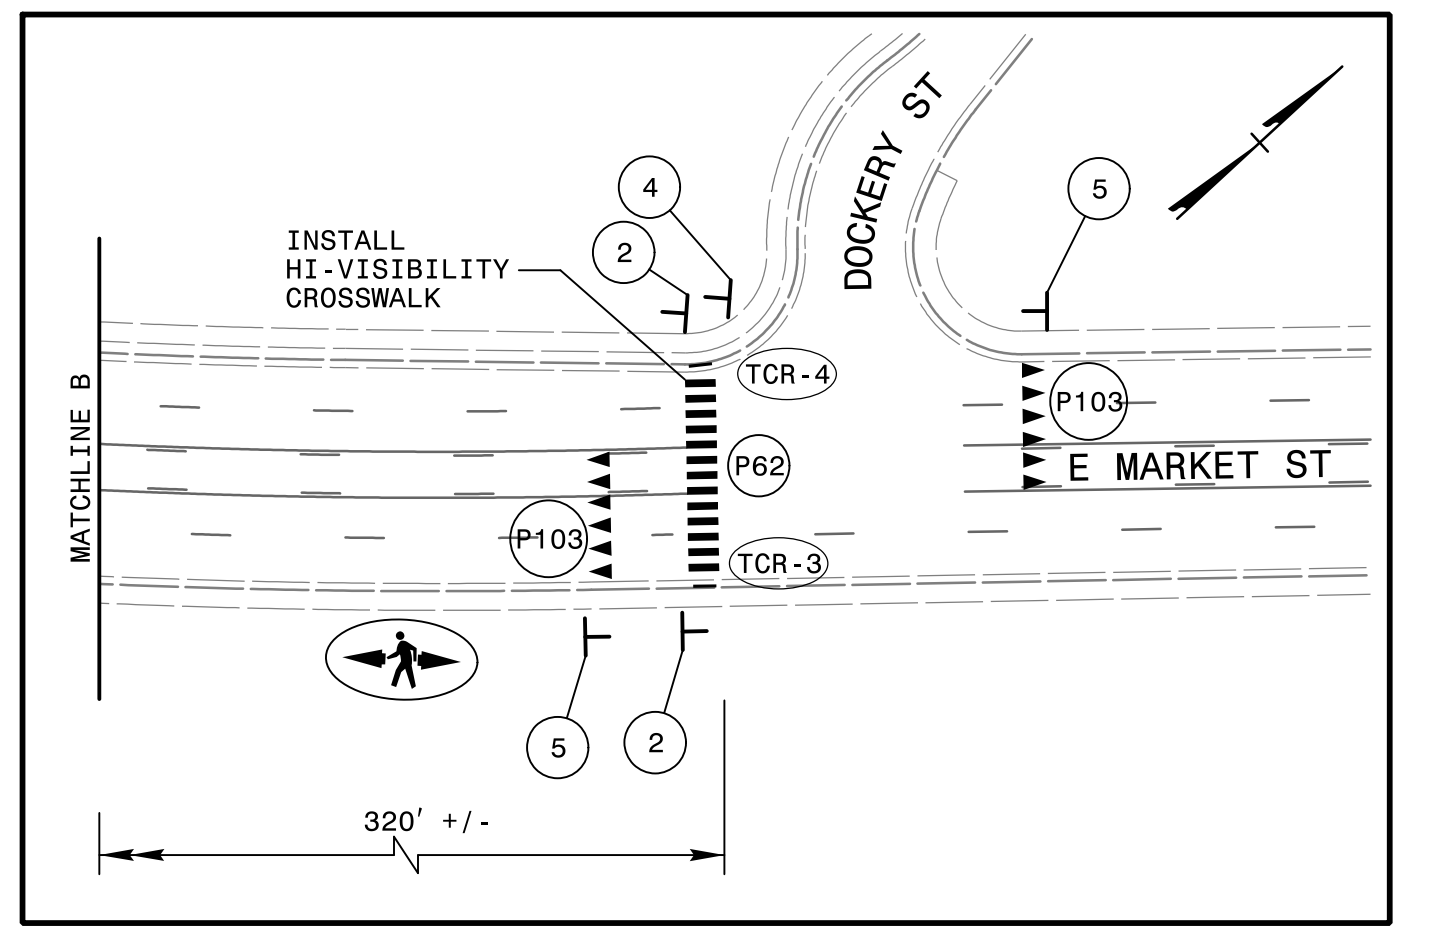 DOCKERY ST
4
5
2
INSTALL
HI-VISIBILITY
CROSSWALK
MATCHLINE B
TCR-4
P103
P62
E MARKET ST
P103
TCR-3
5
2
320' +/-